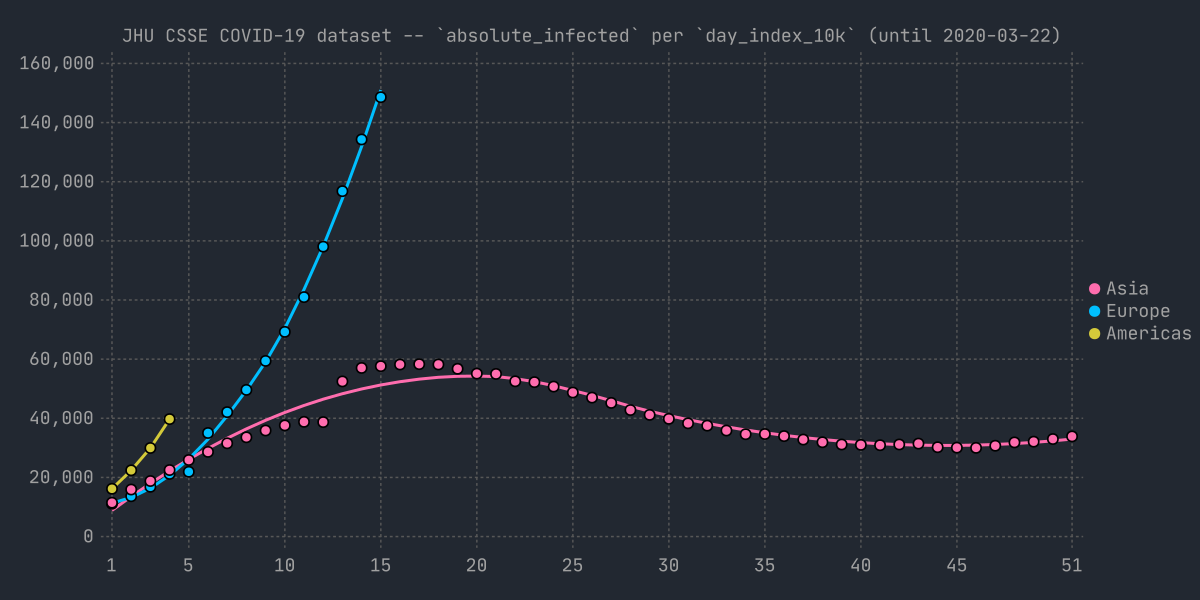 JHU CSSE COVID-19 dataset -- `absolute_infected` per `day_index_10k` (until 2020-03-22)
160,000
140,000
120,000
100,000
80,000
60,000
40,000
20,000
0
1 5 10 15 20 25 30 35 40 45 51
Asia
Europe
Americas